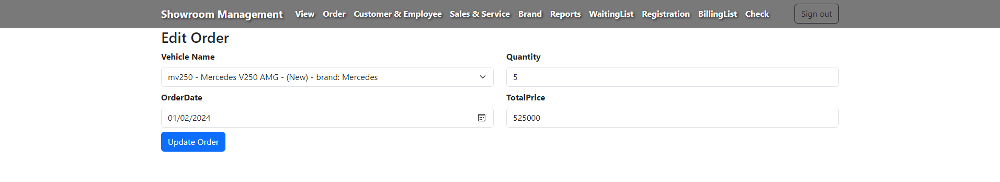 Showroom Management View Order Customer & Employee Sales & Service Brand Reports WaitingList Registration BillingList Check Sign out
Edit Order
Vehicle Name Quantity
mv250 - Mercedes V250 AMG - (New) - brand: Mercedes 5
OrderDate TotalPrice
01/02/2024 525000
Update Order